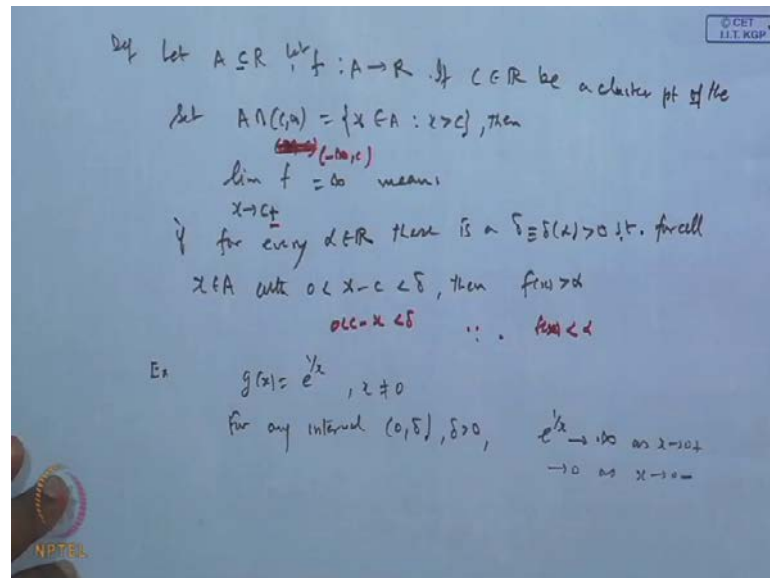 © CET
I.I.T. KGP
Def Let A ⊆ R, let f : A → R. If C ∈ R be a cluster pt of the
Set A ∩ (c, ∞) = {x ∈ A : x > c}, then
(-∞, c)
lim f = ∞ means
x → c+
if for every α ∈ R there is a δ ≡ δ(α) > 0 s.t. for all
x ∈ A with 0 < x - c < δ, then f(x) > α
0 < c - x < δ ∴ f(x) < α
Ex g(x) = e^{1/x}, x ≠ 0
For any interval (0, δ), δ > 0, e^{1/x} → ∞ as x → 0+
→ 0 as x → 0-
NPTEL